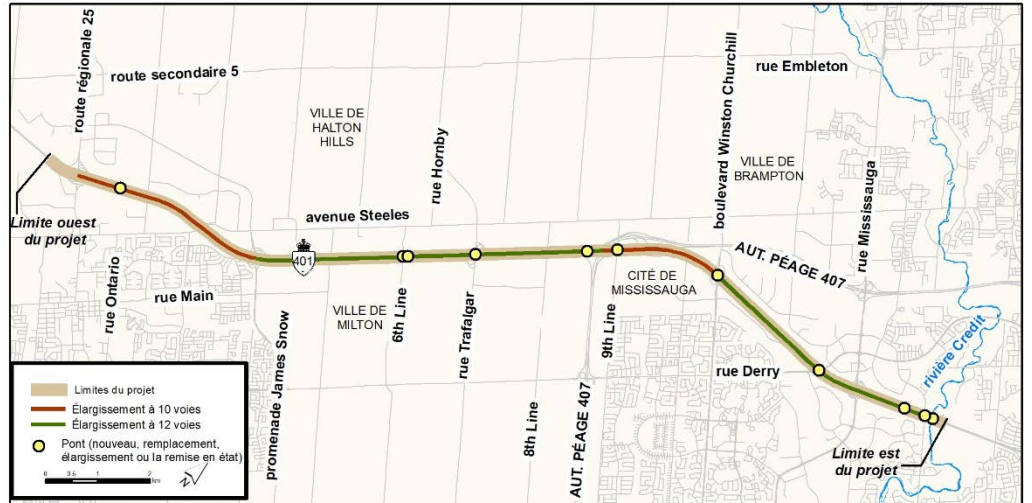 route régionale 25
route secondaire 5
VILLE DE
HALTON
HILLS
rue Hornby
boulevard Winston Churchill
rue Embleton
VILLE DE
BRAMPTON
rue Mississauga
Limite ouest
du projet
avenue Steeles
401
AUT. PÉAGE 407
rue Ontario
rue Main
VILLE DE
MILTON
6th Line
rue Trafalgar
9th Line
CITÉ DE
MISSISSAUGA
promenade James Snow
8th Line
AUT. PÉAGE 407
rue Derry
rivière Credit
Limite est
du projet
Limites du projet
Élargissement à 10 voies
Élargissement à 12 voies
Pont (nouveau, remplacement,
élargissement ou la remise en état)
0 0.5 1 2
km